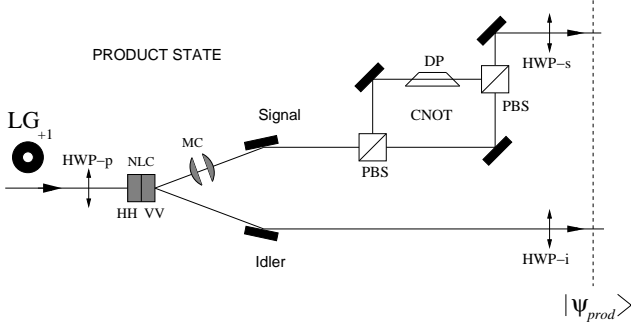 PRODUCT STATE
DP
HWP-s
CNOT
PBS
Signal
LG+1
HWP-p
NLC
MC
PBS
HH VV
HWP-i
Idler
|Ψprod>